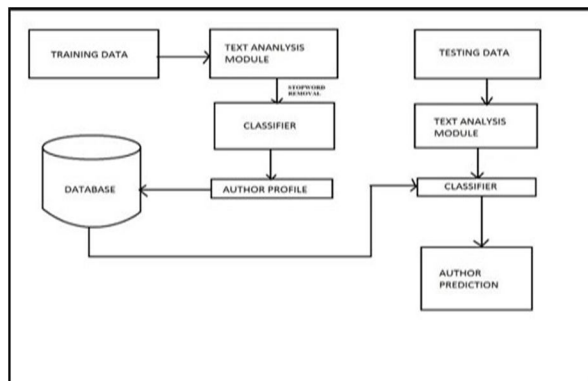 TRAINING DATA
TEXT ANANLYSIS
MODULE
STOPWORD
REMOVAL
CLASSIFIER
AUTHOR PROFILE
DATABASE
TESTING DATA
TEXT ANALYSIS
MODULE
CLASSIFIER
AUTHOR
PREDICTION